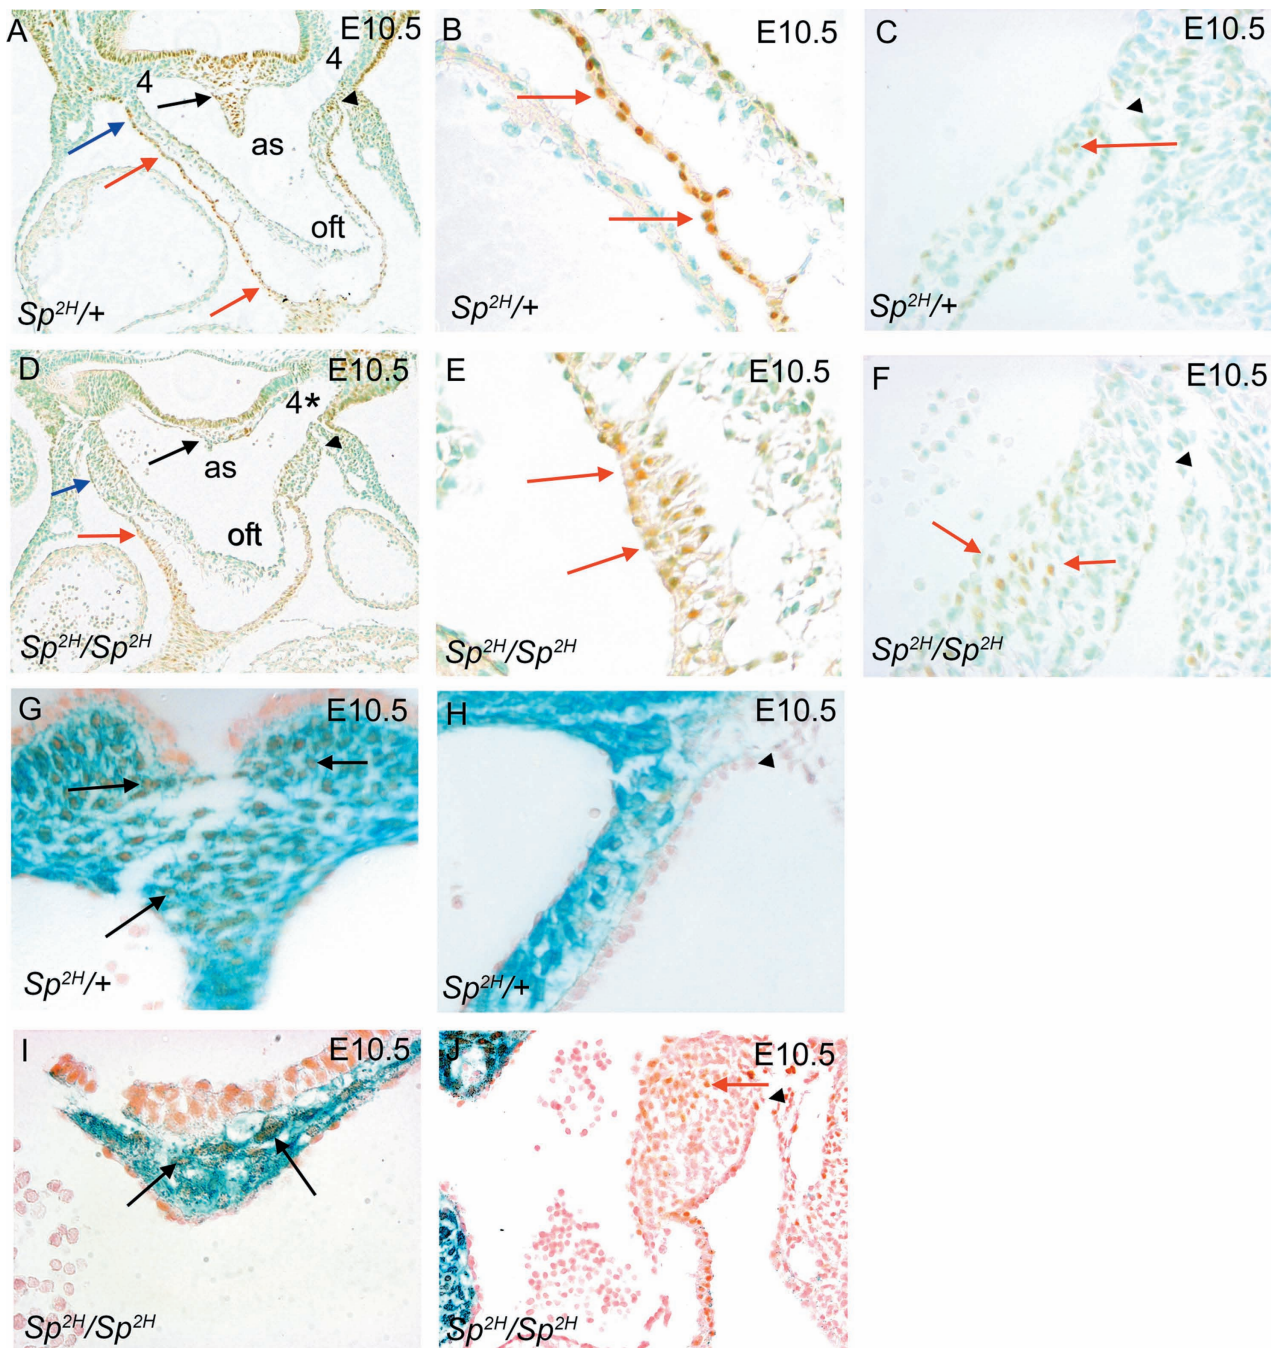 A E10.5
4 4
as
oft
Sp2H/+
B E10.5
Sp2H/+
C E10.5
Sp2H/+
D E10.5
4*
as
oft
Sp2H/Sp2H
E E10.5
Sp2H/Sp2H
F E10.5
Sp2H/Sp2H
G E10.5
Sp2H/+
H E10.5
Sp2H/+
I E10.5
Sp2H/Sp2H
J E10.5
Sp2H/Sp2H